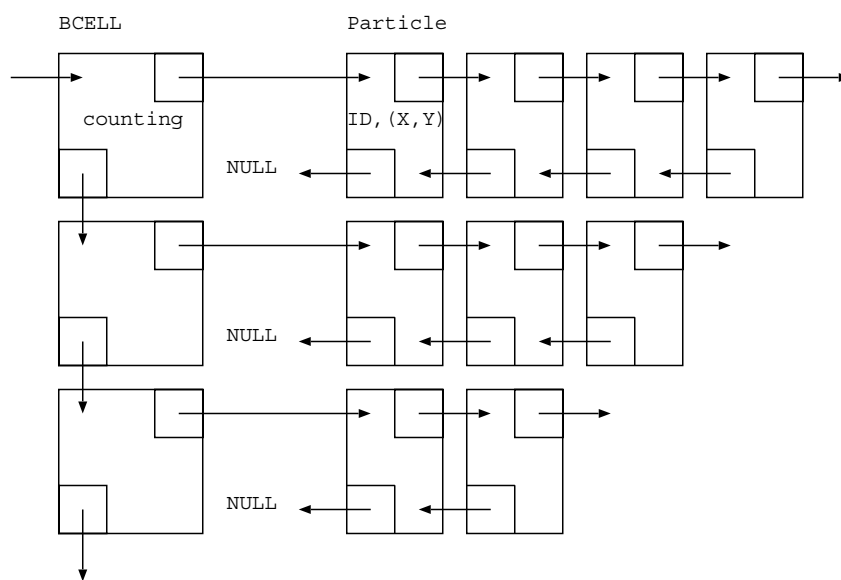 BCELL
Particle
counting
ID,(X,Y)
NULL
NULL
NULL